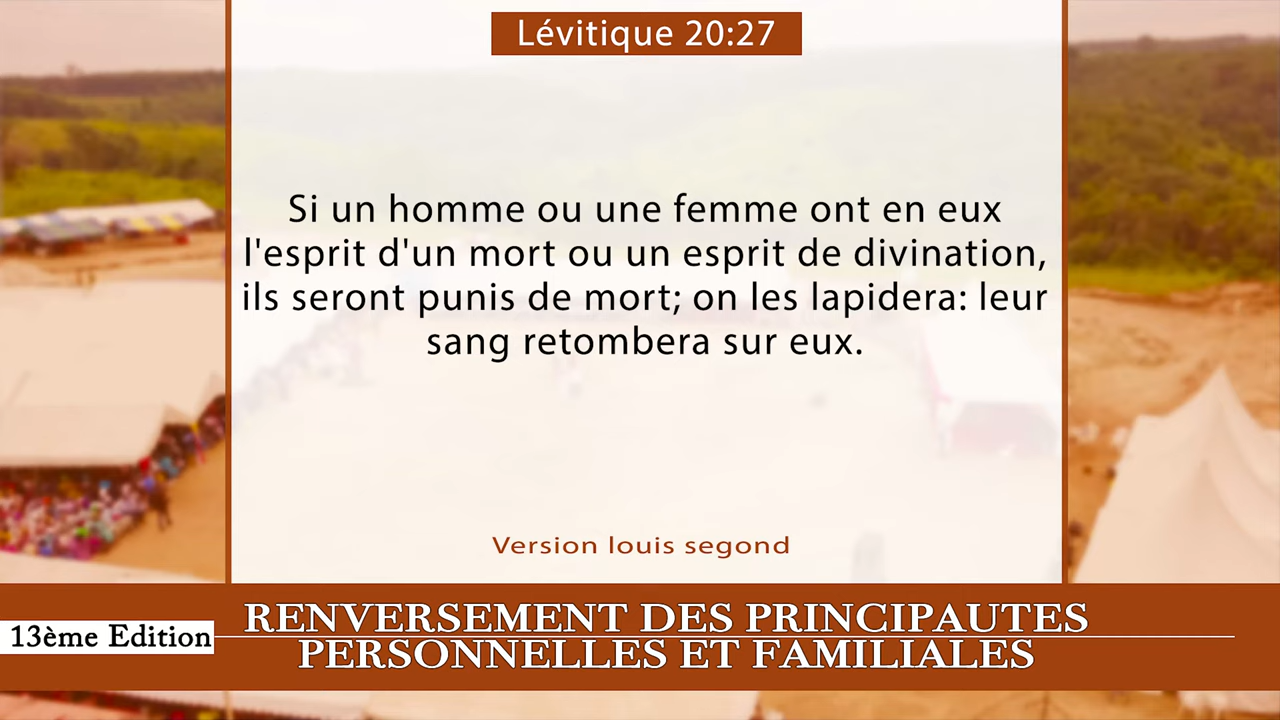 Lévitique 20:27
Si un homme ou une femme ont en eux
l'esprit d'un mort ou un esprit de divination,
ils seront punis de mort; on les lapidera: leur
sang retombera sur eux.
Version louis segond
13ème Edition
RENVERSEMENT DES PRINCIPAUTES
PERSONNELLES ET FAMILIALES